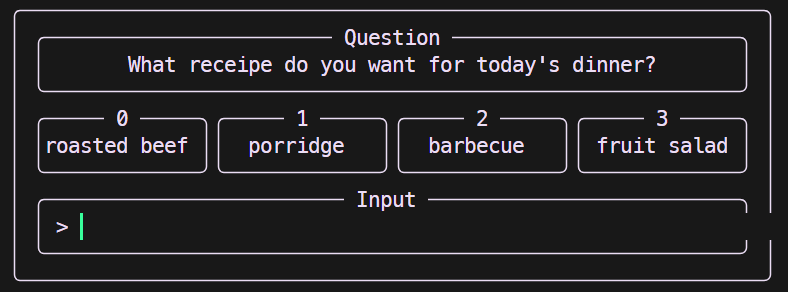 Question
What receipe do you want for today's dinner?
0 1 2 3
roasted beef porridge barbecue fruit salad
Input
>